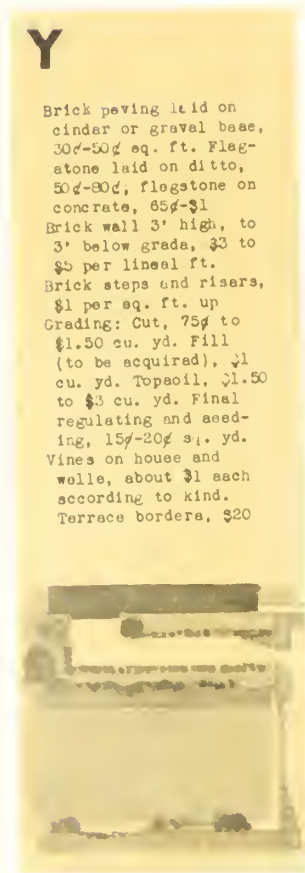 Y
Brick paving laid on
cinder or gravel base,
30¢-50¢ sq. ft. Flag-
stone laid on ditto,
50¢-80¢; flagstone on
concrete, 65¢-$1
Brick wall 3' high, to
3' below grade, $3 to
$5 per lineal ft.
Brick steps and risers,
$1 per sq. ft. up
Grading: Cut, 75¢ to
$1.50 cu. yd. Fill
(to be acquired), $1
cu. yd. Topsoil, $1.50
to $3 cu. yd. Final
regulating and seed-
ing, 15¢-20¢ sq. yd.
Vines on house and
walls, about $1 each
according to kind.
Terrace borders, $20